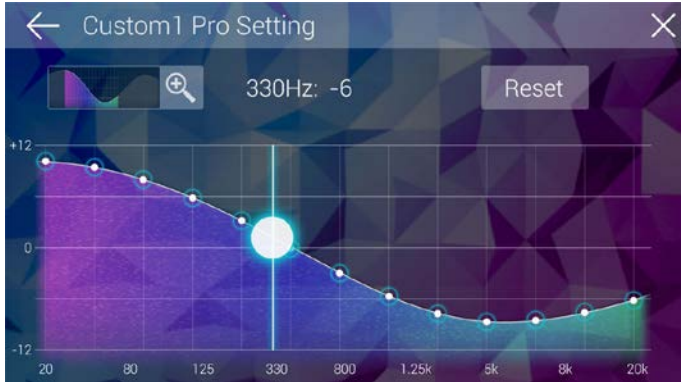 Custom1 Pro Setting
330Hz: -6
Reset
+12
0
-12
20 80 125 330 800 1.25k 5k 8k 20k